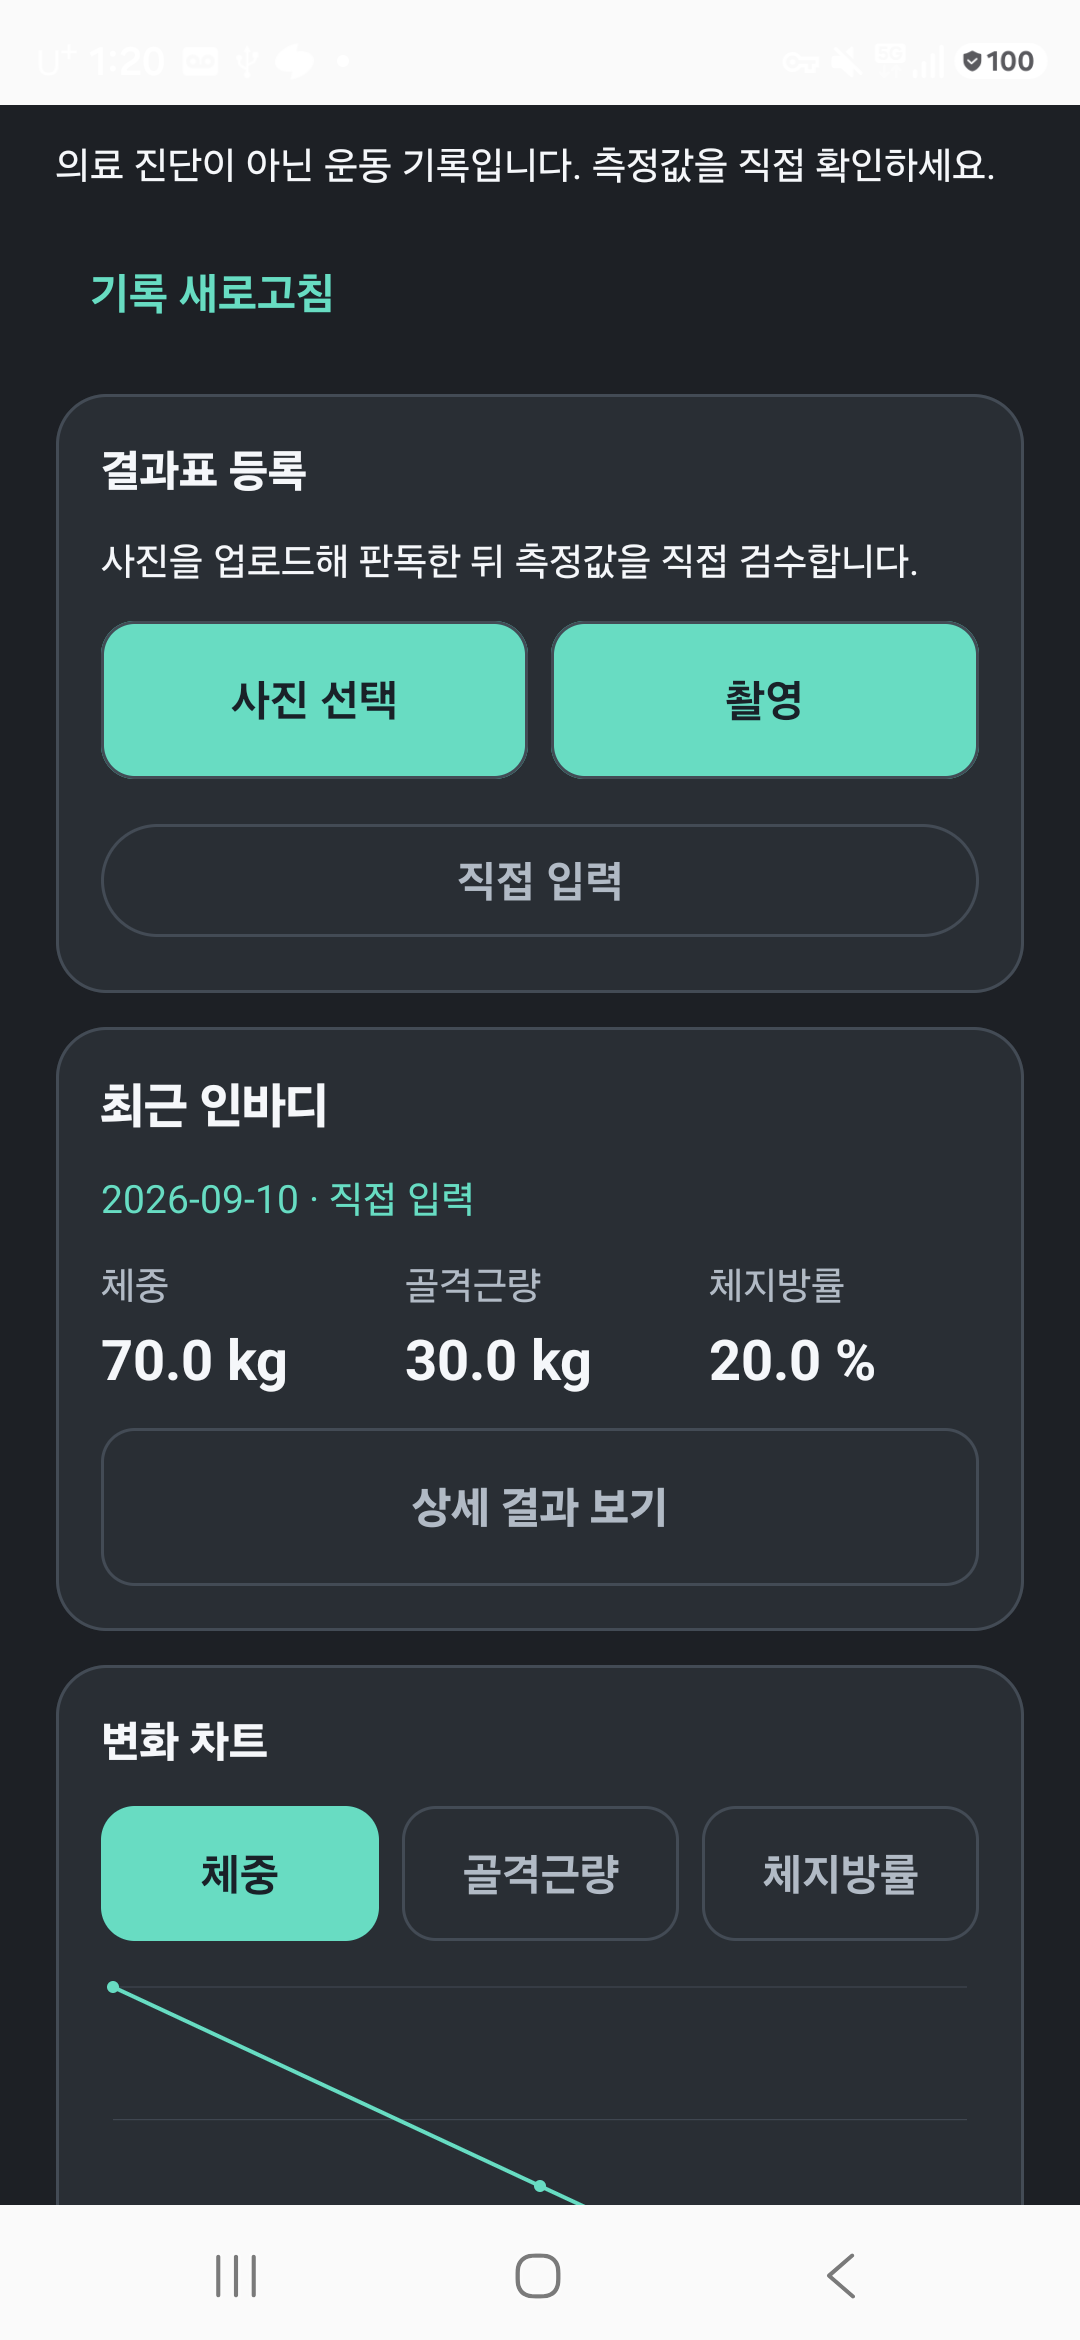 U+ 1:20 5G 100
의료 진단이 아닌 운동 기록입니다. 측정값을 직접 확인하세요.
기록 새로고침
결과표 등록
사진을 업로드해 판독한 뒤 측정값을 직접 검수합니다.
사진 선택 촬영
직접 입력
최근 인바디
2026-09-10 · 직접 입력
체중 골격근량 체지방률
70.0 kg 30.0 kg 20.0 %
상세 결과 보기
변화 차트
체중 골격근량 체지방률